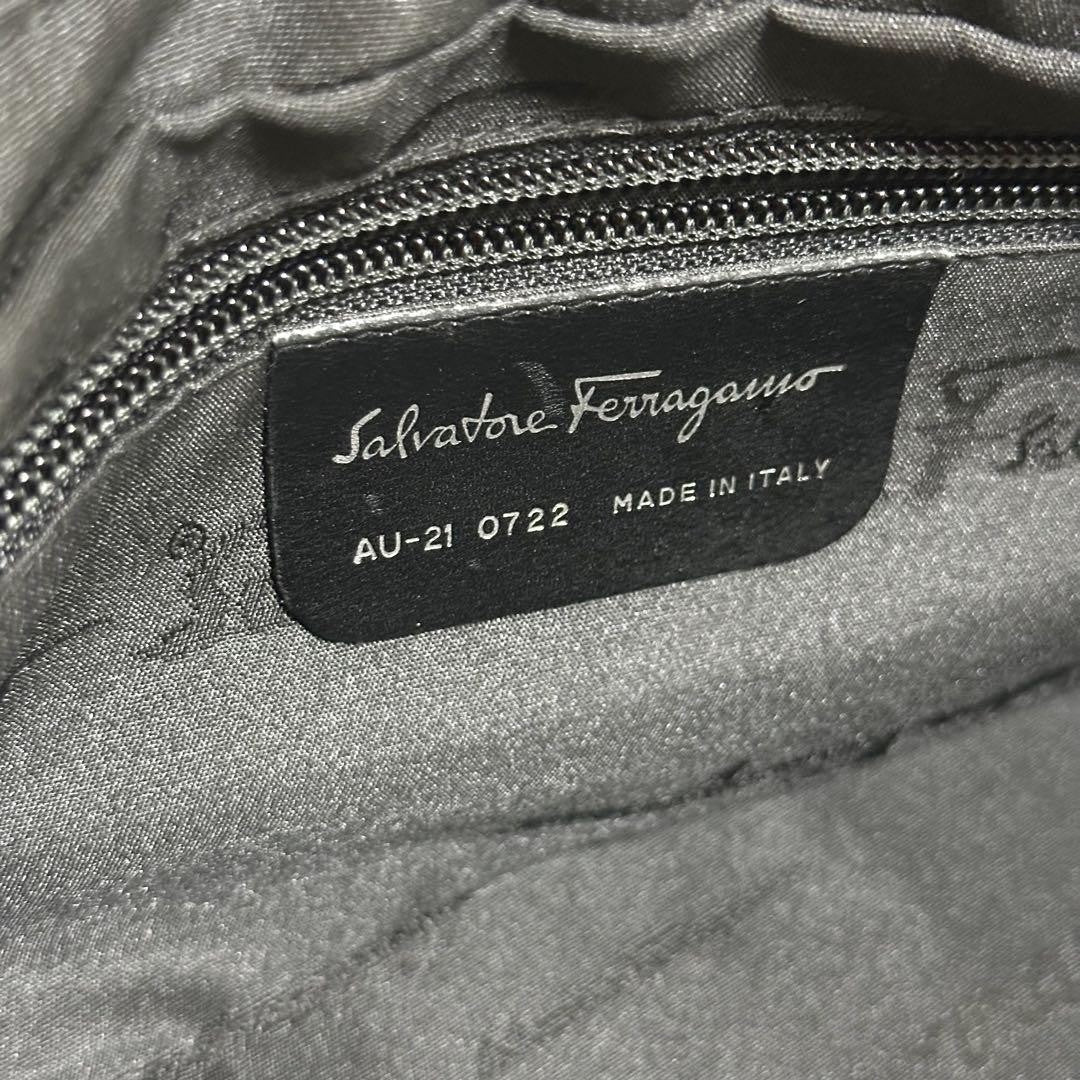 Salvatore Ferragamo
AU-21 0722 MADE IN ITALY